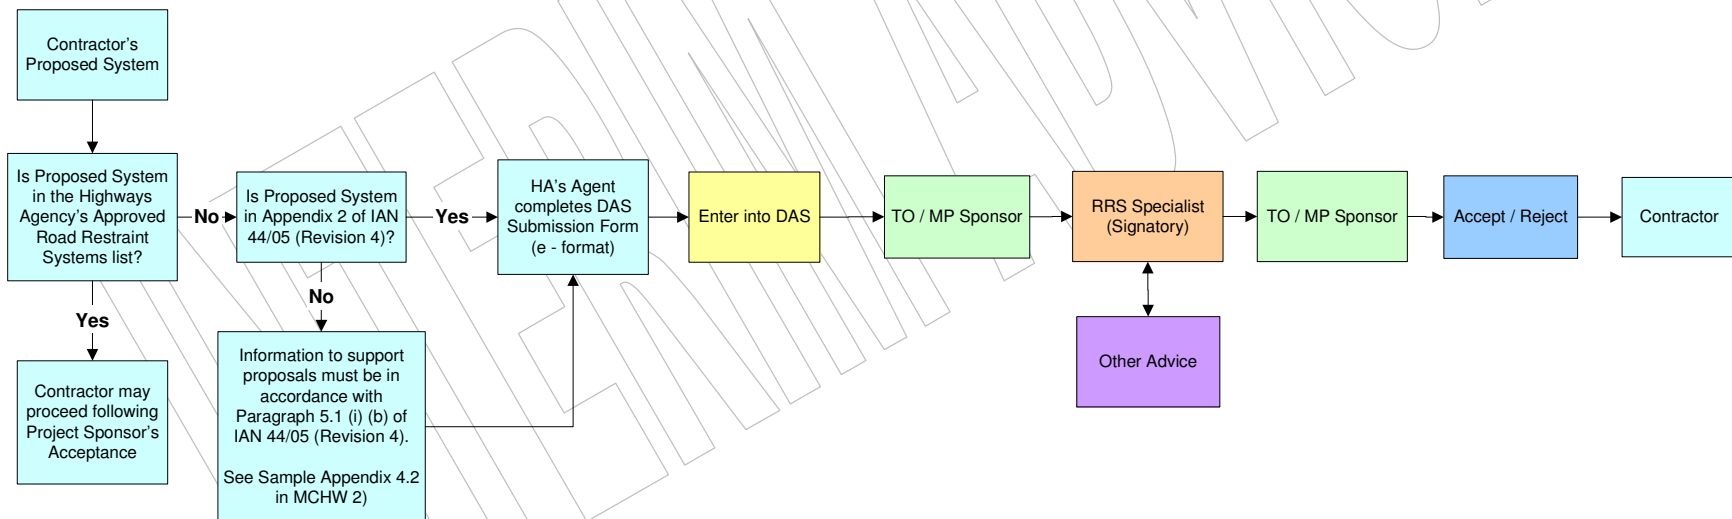 Contractor's
Proposed System
Is Proposed System
in the Highways
Agency's Approved
Road Restraint
Systems list?
No
Is Proposed System
in Appendix 2 of IAN
44/05 (Revision 4)?
Yes
HA's Agent
completes DAS
Submission Form
(e - format)
Enter into DAS
TO / MP Sponsor
RRS Specialist
(Signatory)
TO / MP Sponsor
Accept / Reject
Contractor
Yes
No
Contractor may
proceed following
Project Sponsor's
Acceptance
Information to support
proposals must be in
accordance with
Paragraph 5.1 (i) (b) of
IAN 44/05 (Revision 4).
See Sample Appendix 4.2
in MCHW 2)
Other Advice